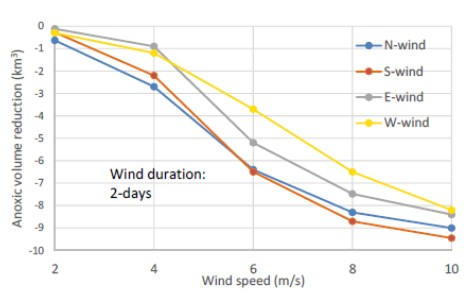 0
-1
-2
-3
-4
-5
-6
-7
-8
-9
-10
Anoxic volume reduction (km³)
N-wind
S-wind
E-wind
W-wind
Wind duration:
2-days
2 4 6 8 10
Wind speed (m/s)